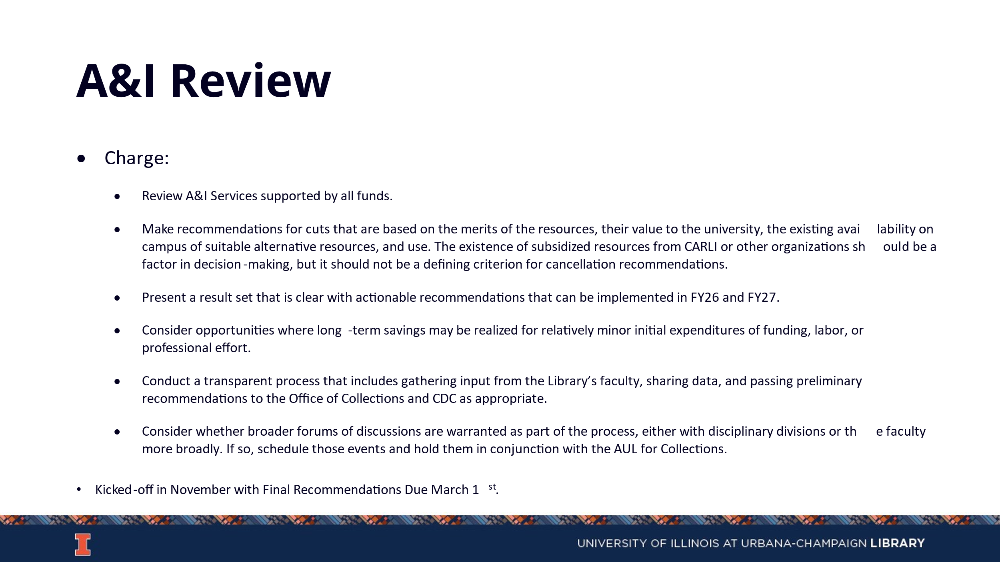 A&I Review
• Charge:
• Review A&I Services supported by all funds.
• Make recommendations for cuts that are based on the merits of the resources, their value to the university, the existing avai lability on
campus of suitable alternative resources, and use. The existence of subsidized resources from CARLI or other organizations sh ould be a
factor in decision -making, but it should not be a defining criterion for cancellation recommendations.
• Present a result set that is clear with actionable recommendations that can be implemented in FY26 and FY27.
• Consider opportunities where long -term savings may be realized for relatively minor initial expenditures of funding, labor, or
professional effort.
• Conduct a transparent process that includes gathering input from the Library’s faculty, sharing data, and passing preliminary
recommendations to the Office of Collections and CDC as appropriate.
• Consider whether broader forums of discussions are warranted as part of the process, either with disciplinary divisions or th e faculty
more broadly. If so, schedule those events and hold them in conjunction with the AUL for Collections.
• Kicked -off in November with Final Recommendations Due March 1 st.
I
UNIVERSITY OF ILLINOIS AT URBANA-CHAMPAIGN LIBRARY